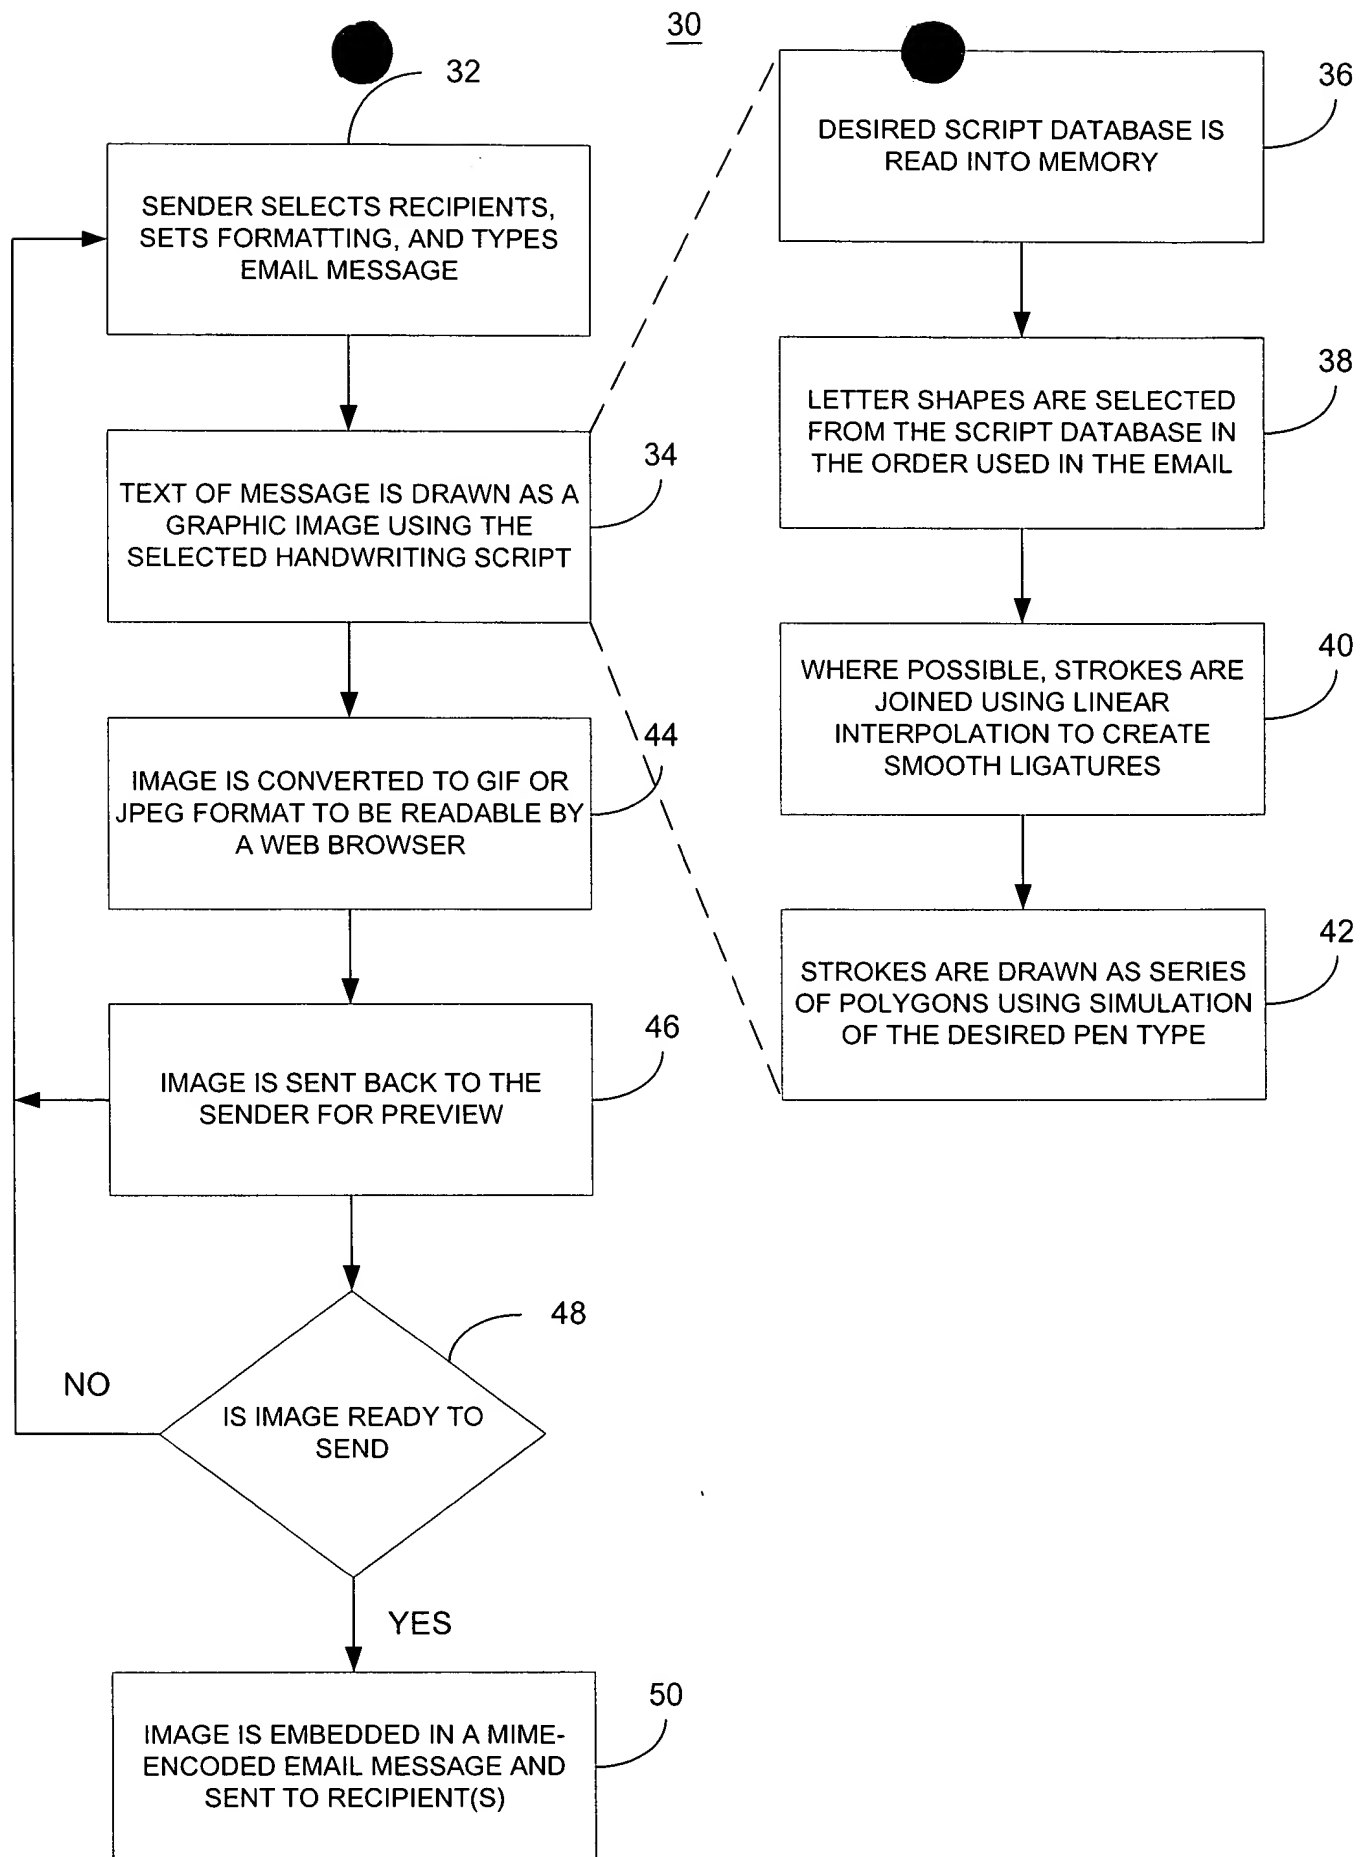 30
32
SENDER SELECTS RECIPIENTS,
SETS FORMATTING, AND TYPES
EMAIL MESSAGE
34
TEXT OF MESSAGE IS DRAWN AS A
GRAPHIC IMAGE USING THE
SELECTED HANDWRITING SCRIPT
36
DESIRED SCRIPT DATABASE IS
READ INTO MEMORY
38
LETTER SHAPES ARE SELECTED
FROM THE SCRIPT DATABASE IN
THE ORDER USED IN THE EMAIL
40
WHERE POSSIBLE, STROKES ARE
JOINED USING LINEAR
INTERPOLATION TO CREATE
SMOOTH LIGATURES
42
STROKES ARE DRAWN AS SERIES
OF POLYGONS USING SIMULATION
OF THE DESIRED PEN TYPE
44
IMAGE IS CONVERTED TO GIF OR
JPEG FORMAT TO BE READABLE BY
A WEB BROWSER
46
IMAGE IS SENT BACK TO THE
SENDER FOR PREVIEW
48
IS IMAGE READY TO
SEND
NO
YES
50
IMAGE IS EMBEDDED IN A MIME-
ENCODED EMAIL MESSAGE AND
SENT TO RECIPIENT(S)